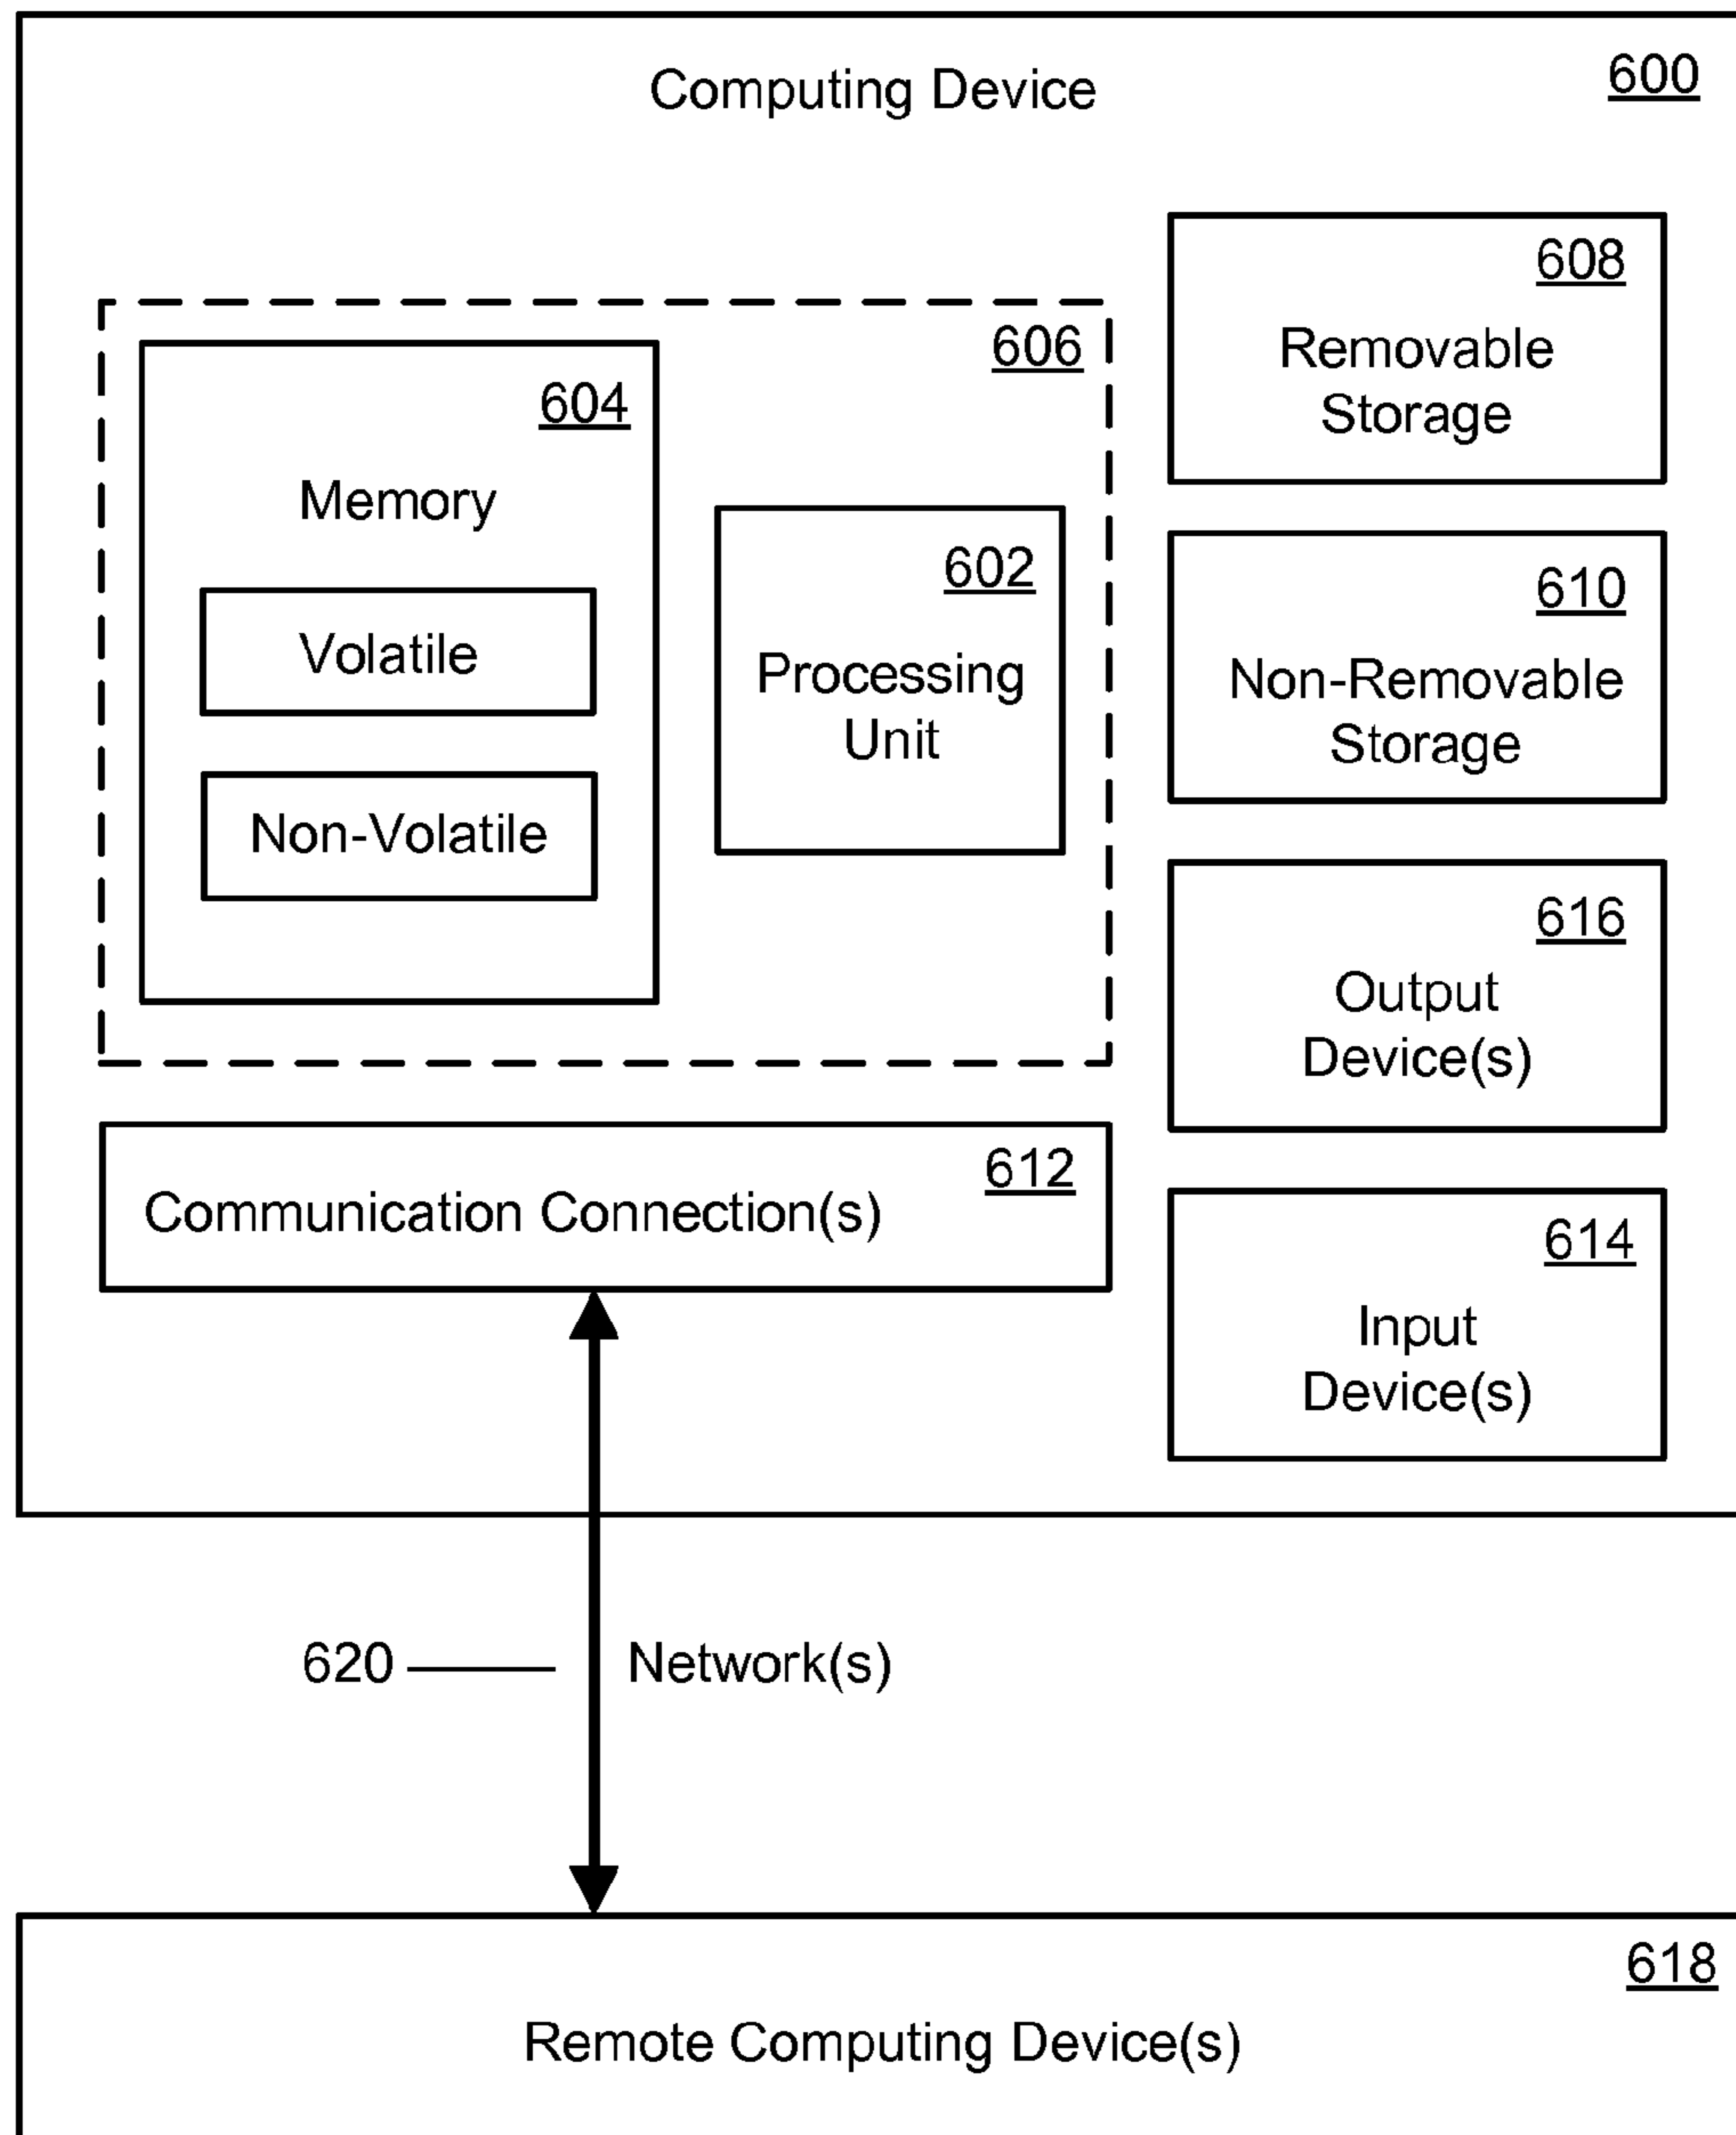 Computing Device
600
608
Removable
Storage
606
604
Memory
Volatile
Non-Volatile
602
Processing
Unit
610
Non-Removable
Storage
616
Output
Device(s)
612
Communication Connection(s)
614
Input
Device(s)
620
Network(s)
618
Remote Computing Device(s)